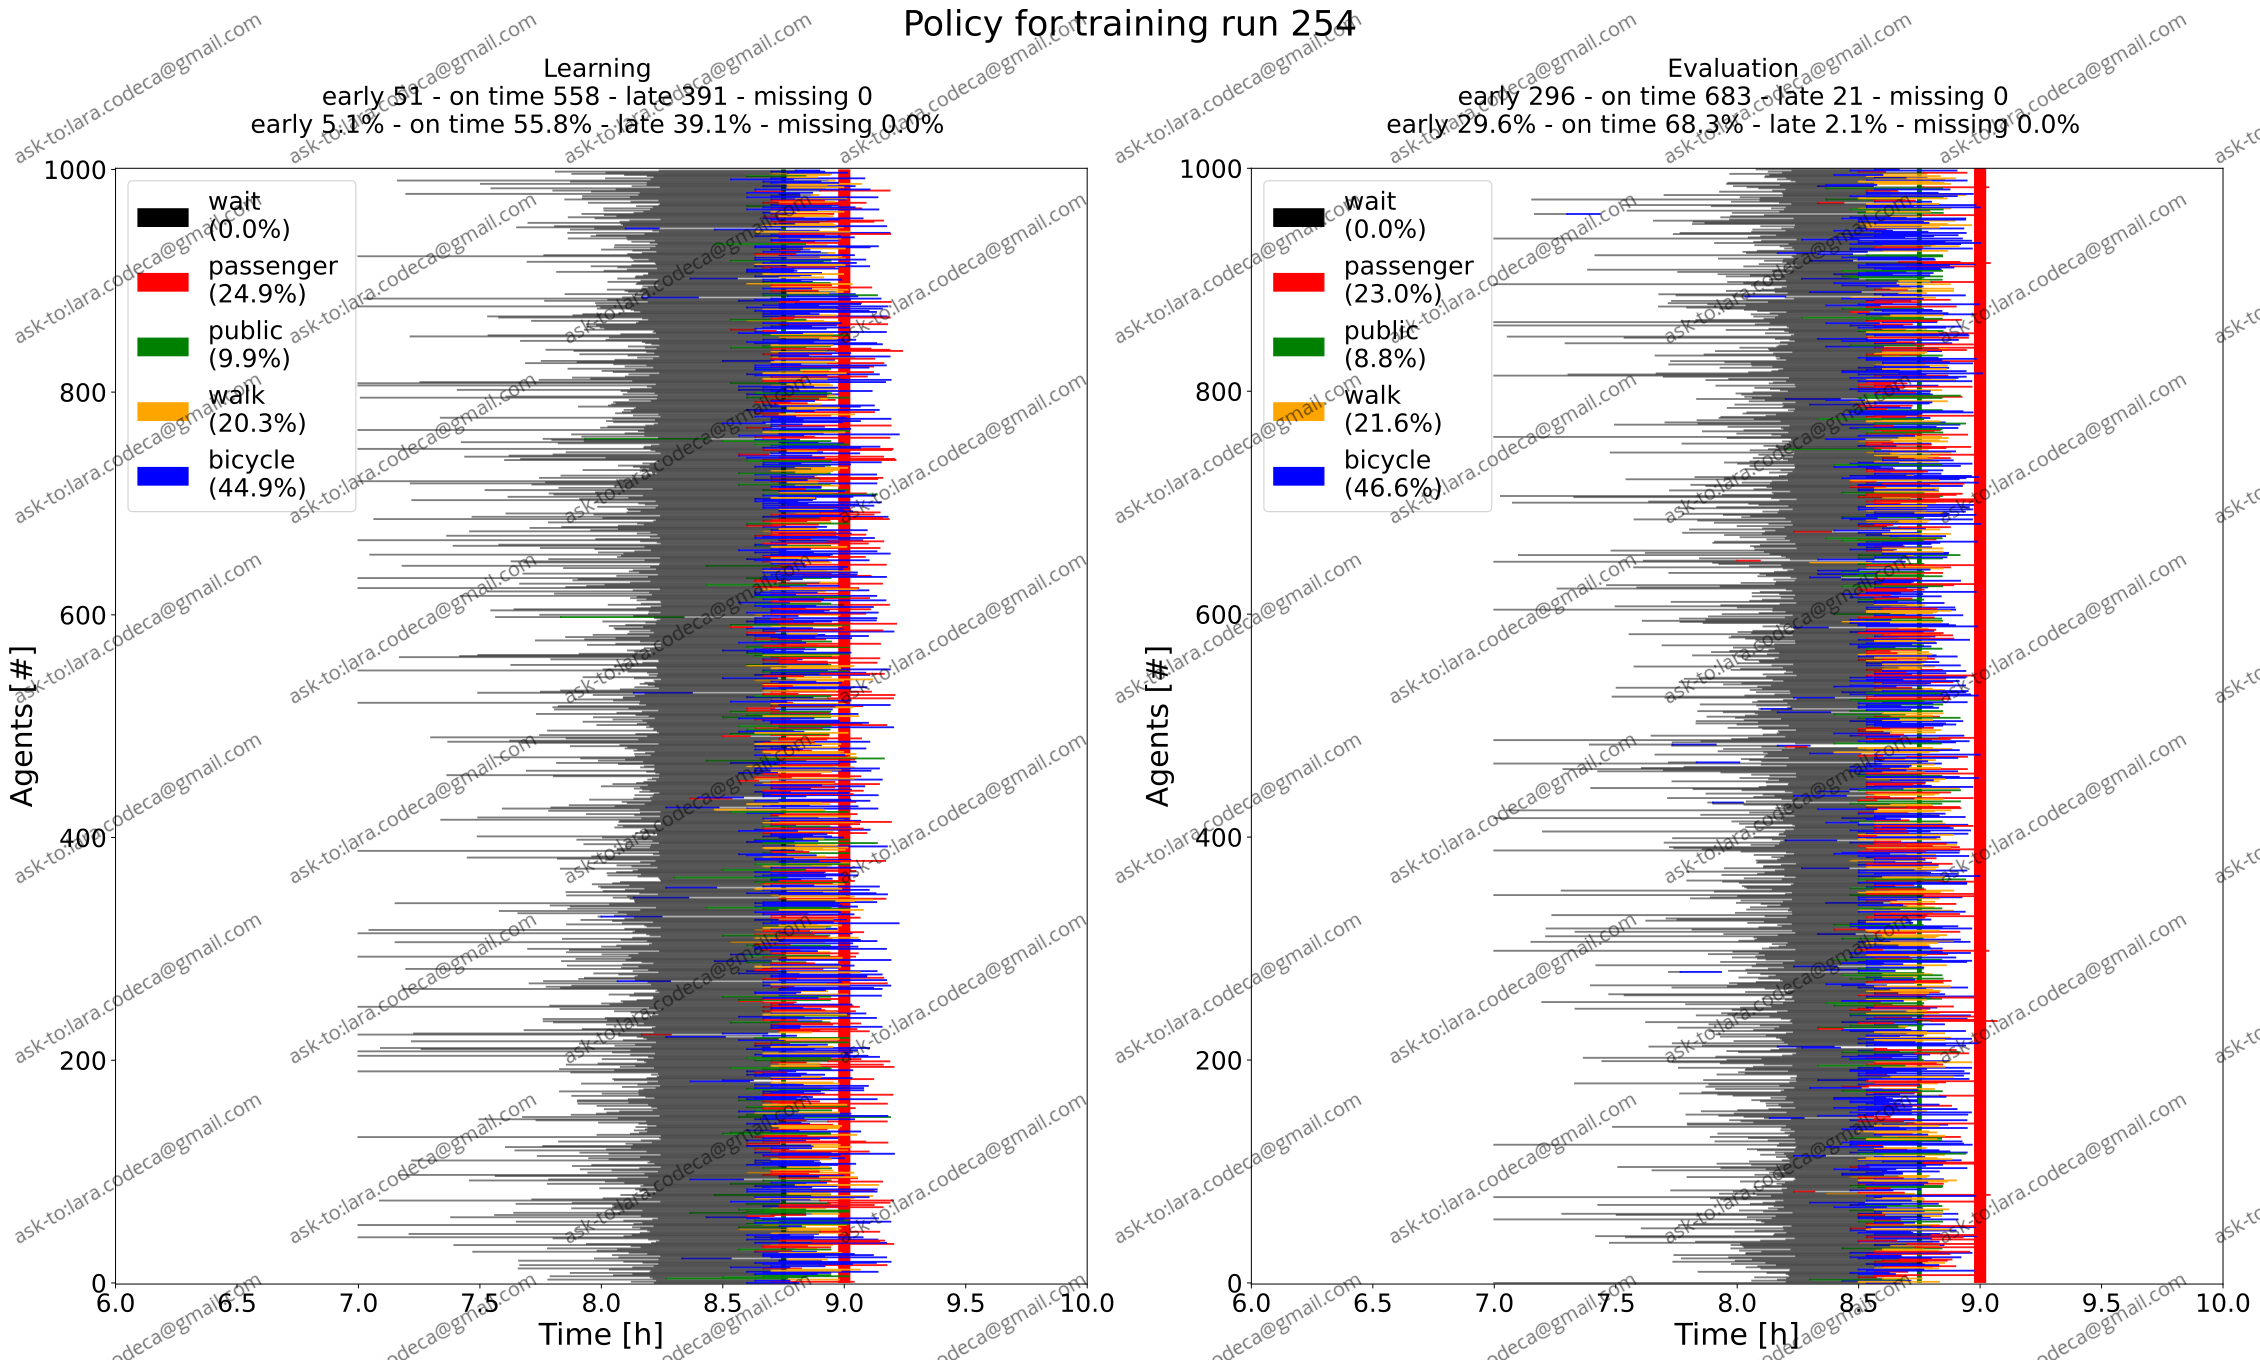 Policy for training run 254
Learning
early 51 - on time 558 - late 391 - missing 0
early 5.1% - on time 55.8% - late 39.1% - missing 0.0%
1000
800
600
400
200
0
Agents [#]
wait
(0.0%)
passenger
(24.9%)
public
(9.9%)
walk
(20.3%)
bicycle
(44.9%)
6.0 6.5 7.0 7.5 8.0 8.5 9.0 9.5 10.0
Time [h]
Evaluation
early 296 - on time 683 - late 21 - missing 0
early 29.6% - on time 68.3% - late 2.1% - missing 0.0%
1000
800
600
400
200
0
Agents [#]
wait
(0.0%)
passenger
(23.0%)
public
(8.8%)
walk
(21.6%)
bicycle
(46.6%)
6.0 6.5 7.0 7.5 8.0 8.5 9.0 9.5 10.0
Time [h]
ask-to:lara.codeca@gmail.com